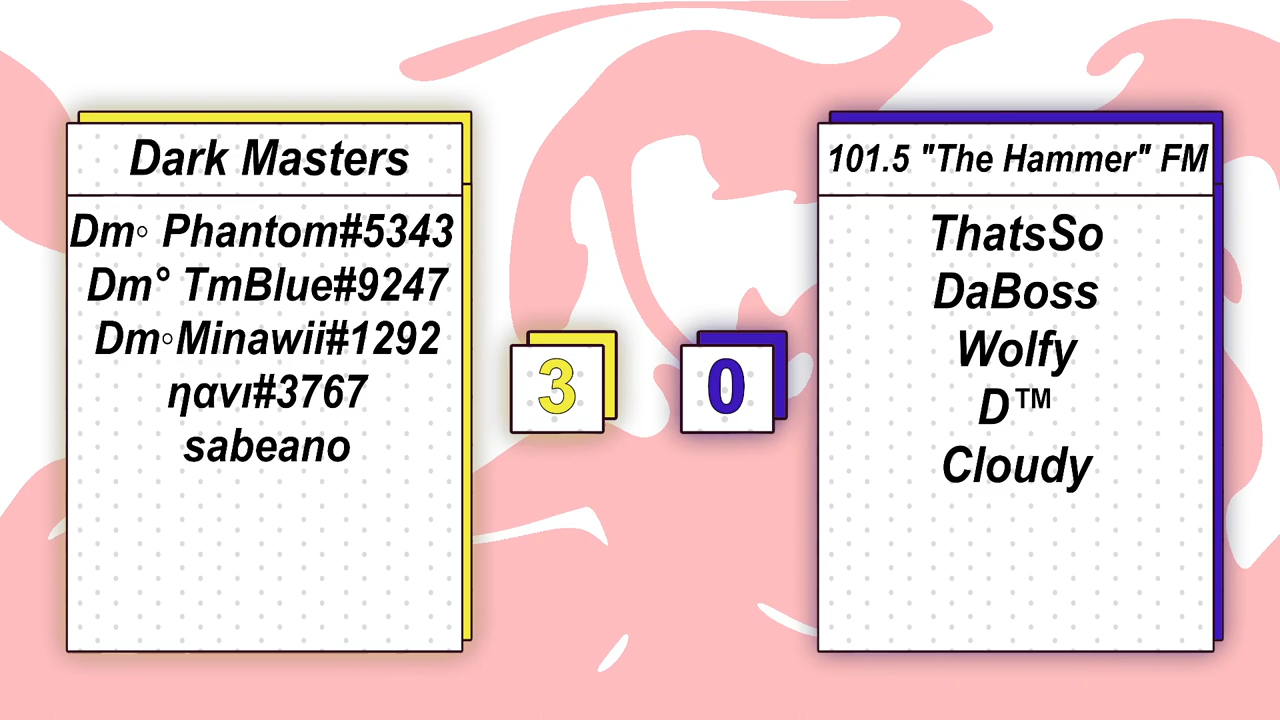 Dark Masters
Dm◦ Phantom#5343
Dm° TmBlue#9247
Dm◦Minawii#1292
ηανι#3767
sabeano
3
0
101.5 "The Hammer" FM
ThatsSo
DaBoss
Wolfy
D™
Cloudy